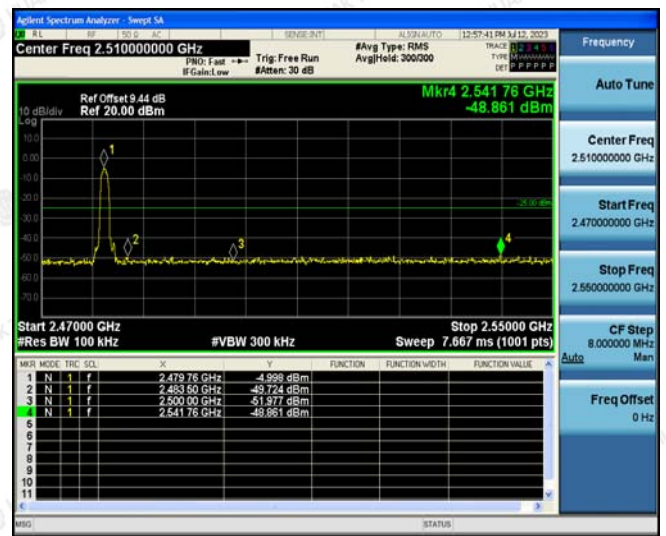 Agilent Spectrum Analyzer - Swept SA
RL RF 50 Ω AC SENSE:INT ALIGN AUTO 12:57:41 PM Jul 12, 2023
Center Freq 2.510000000 GHz
PNO: Fast
IFGain:Low
Trig: Free Run
#Atten: 30 dB
#Avg Type: RMS
Avg|Hold: 300/300
TRACE 1 2 3 4 5 6
TYPE M
DET P P P P P P
Ref Offset 9.44 dB
10 dB/div Ref 20.00 dBm
Log
Mkr4 2.541 76 GHz
-48.861 dBm
10.0
0.00
-10.0
-20.0
-30.0
-40.0
-50.0
-60.0
-70.0
-25.00 dBm
1
2
3
4
Start 2.47000 GHz Stop 2.55000 GHz
#Res BW 100 kHz #VBW 300 kHz Sweep 7.667 ms (1001 pts)
MKR MODE TRC SCL X Y FUNCTION FUNCTION WIDTH FUNCTION VALUE
1 N 1 f 2.479 76 GHz -4.998 dBm
2 N 1 f 2.483 50 GHz -49.724 dBm
3 N 1 f 2.500 00 GHz -51.977 dBm
4 N 1 f 2.541 76 GHz -48.861 dBm
5
6
7
8
9
10
11
MSG STATUS
Frequency
Auto Tune
Center Freq
2.510000000 GHz
Start Freq
2.470000000 GHz
Stop Freq
2.550000000 GHz
CF Step
8.000000 MHz
Auto Man
Freq Offset
0 Hz